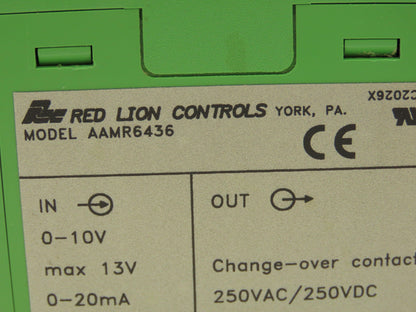 RED LION CONTROLS YORK, PA.
MODEL AAMR6436
CE
IN
0-10V
max 13V
0-20mA
OUT
Change-over contact
250VAC/250VDC